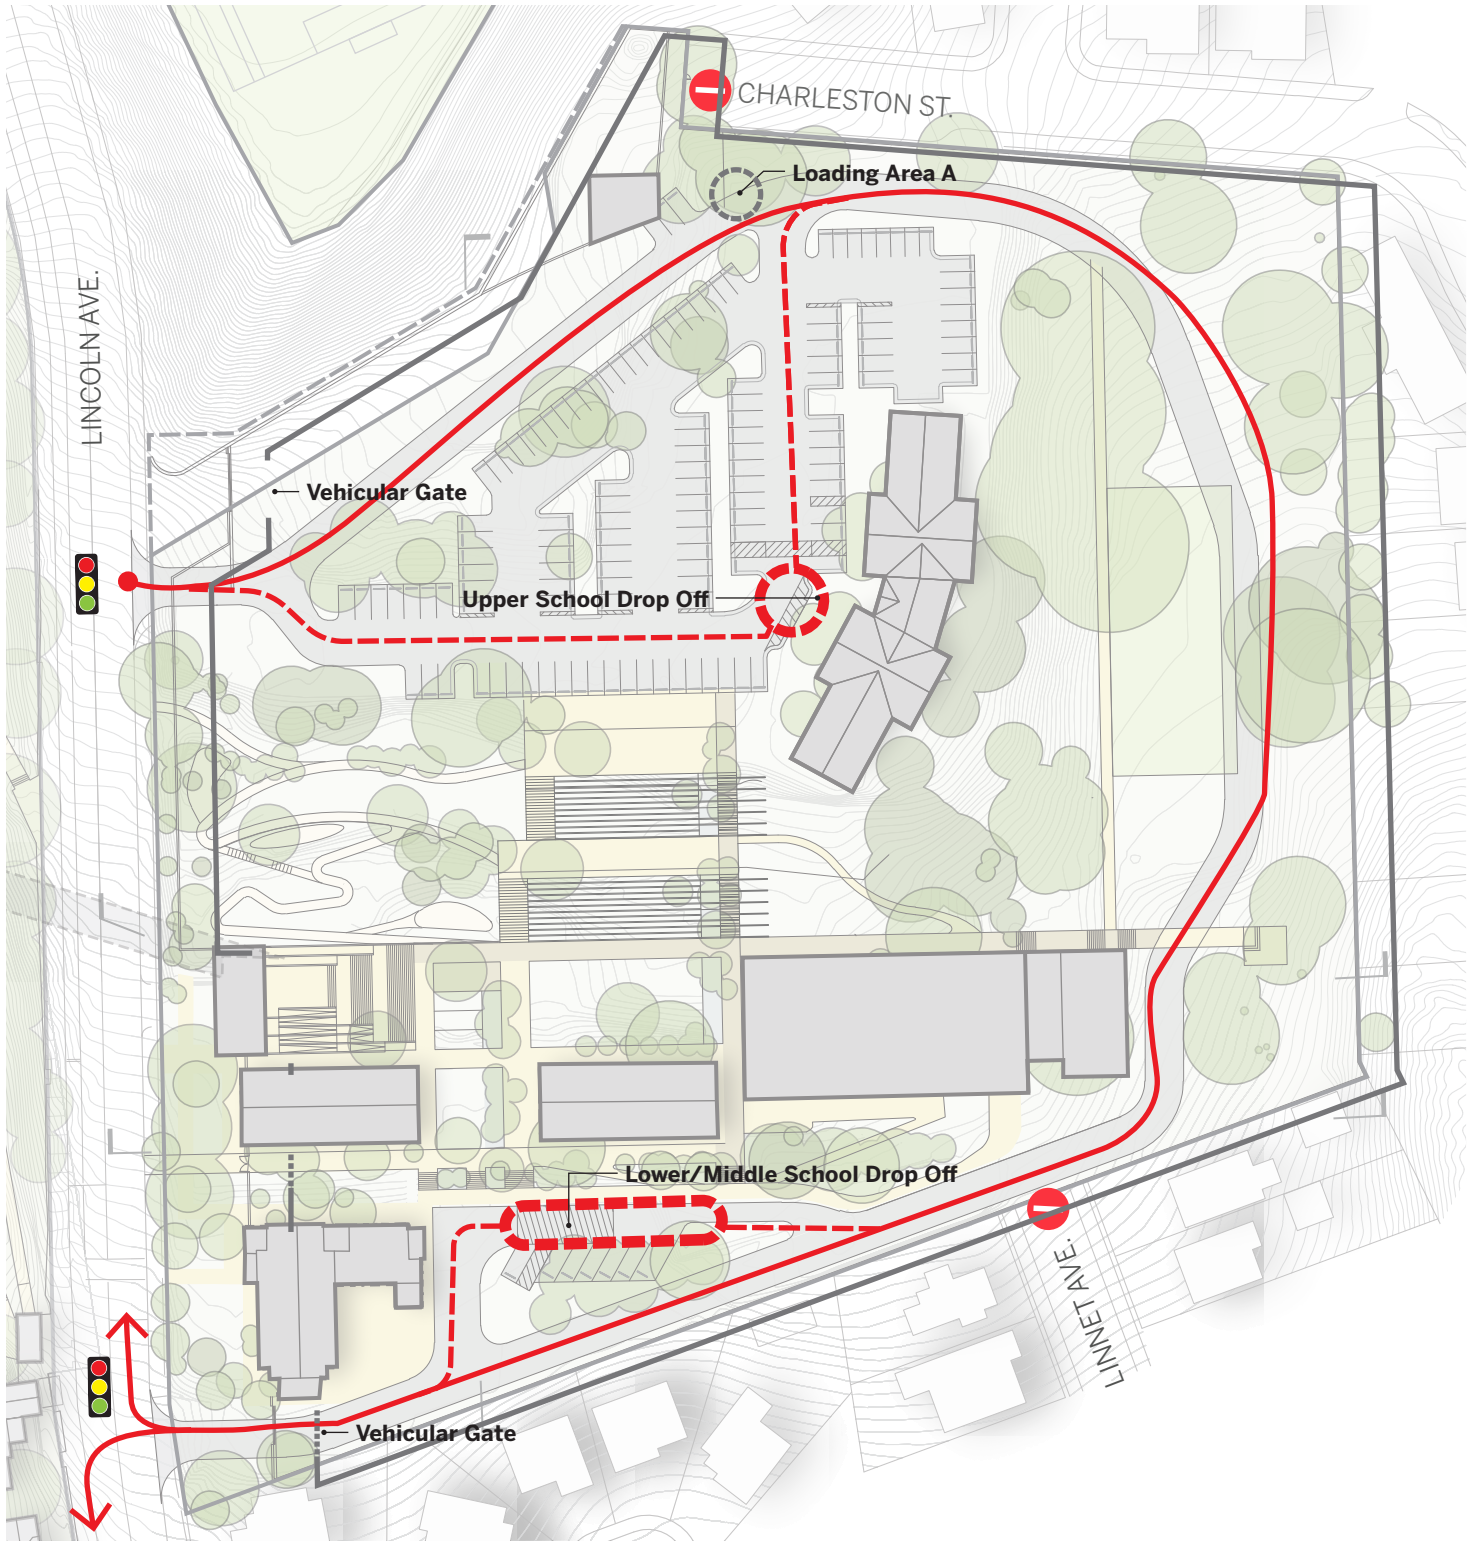 CHARLESTON ST.
Loading Area A
LINCOLN AVE.
Vehicular Gate
Upper School Drop Off
Lower/Middle School Drop Off
LINNET AVE.
Vehicular Gate